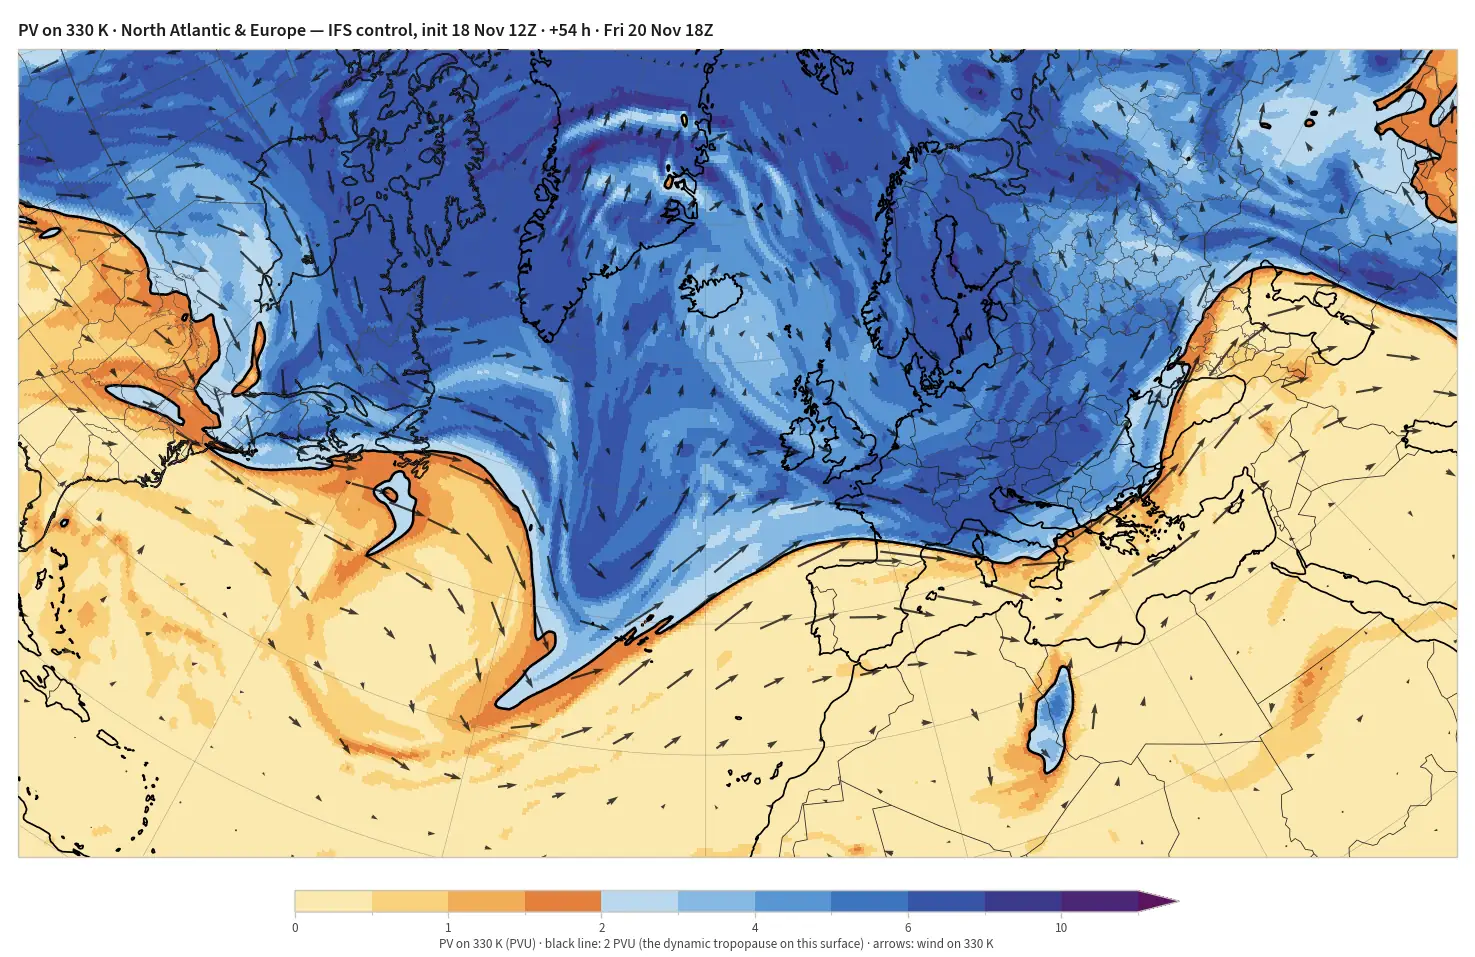 PV on 330 K · North Atlantic & Europe — IFS control, init 18 Nov 12Z · +54 h · Fri 20 Nov 18Z
0 1 2 4 6 10
PV on 330 K (PVU) · black line: 2 PVU (the dynamic tropopause on this surface) · arrows: wind on 330 K